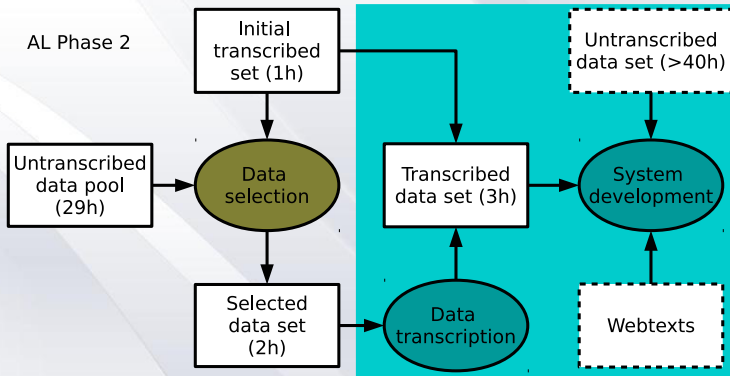 AL Phase 2
Initial
transcribed
set (1h)
Untranscribed
data set (>40h)
Untranscribed
data pool
(29h)
Data
selection
Transcribed
data set (3h)
System
development
Selected
data set
(2h)
Data
transcription
Webtexts